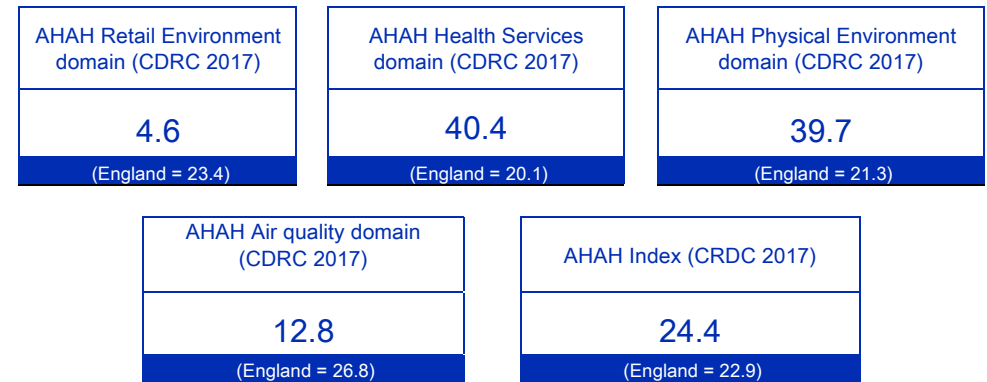 AHAH Retail Environment
domain (CDRC 2017)
4.6
(England = 23.4)
AHAH Health Services
domain (CDRC 2017)
40.4
(England = 20.1)
AHAH Physical Environment
domain (CDRC 2017)
39.7
(England = 21.3)
AHAH Air quality domain
(CDRC 2017)
12.8
(England = 26.8)
AHAH Index (CRDC 2017)
24.4
(England = 22.9)